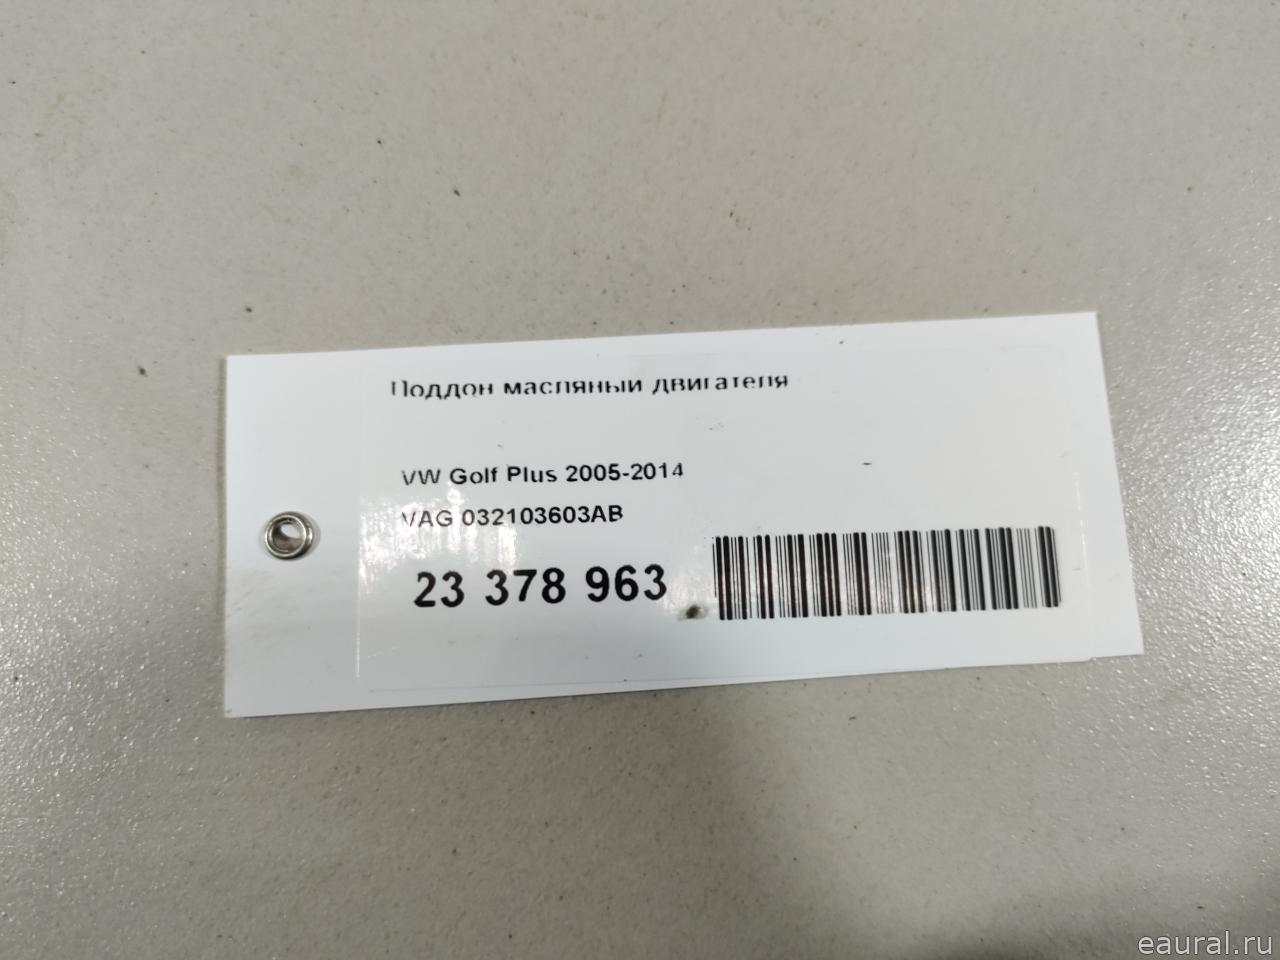 Поддон масляный двигателя
VW Golf Plus 2005-2014
VAG 032103603AB
23 378 963
eaural.ru